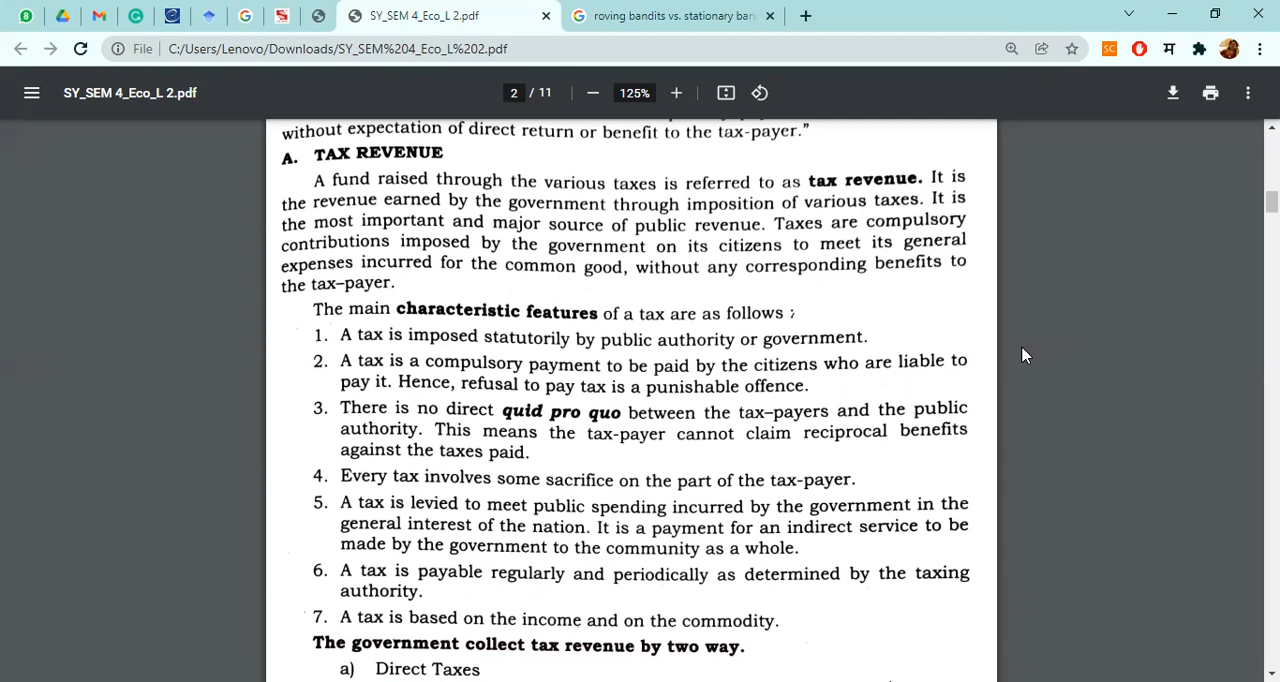 SY_SEM 4_Eco_L 2.pdf
roving bandits vs. stationary ban
File C:/Users/Lenovo/Downloads/SY_SEM%204_Eco_L%202.pdf
SC म
SY_SEM 4_Eco_L 2.pdf 2 / 11 125%
without expectation of direct return or benefit to the tax-payer.”
A. TAX REVENUE
A fund raised through the various taxes is referred to as tax revenue. It is
the revenue earned by the government through imposition of various taxes. It is
the most important and major source of public revenue. Taxes are compulsory
contributions imposed by the government on its citizens to meet its general
expenses incurred for the common good, without any corresponding benefits to
the tax-payer.
The main characteristic features of a tax are as follows :
1. A tax is imposed statutorily by public authority or government.
2. A tax is a compulsory payment to be paid by the citizens who are liable to
pay it. Hence, refusal to pay tax is a punishable offence.
3. There is no direct quid pro quo between the tax-payers and the public
authority. This means the tax-payer cannot claim reciprocal benefits
against the taxes paid.
4. Every tax involves some sacrifice on the part of the tax-payer.
5. A tax is levied to meet public spending incurred by the government in the
general interest of the nation. It is a payment for an indirect service to be
made by the government to the community as a whole.
6. A tax is payable regularly and periodically as determined by the taxing
authority.
7. A tax is based on the income and on the commodity.
The government collect tax revenue by two way.
a) Direct Taxes